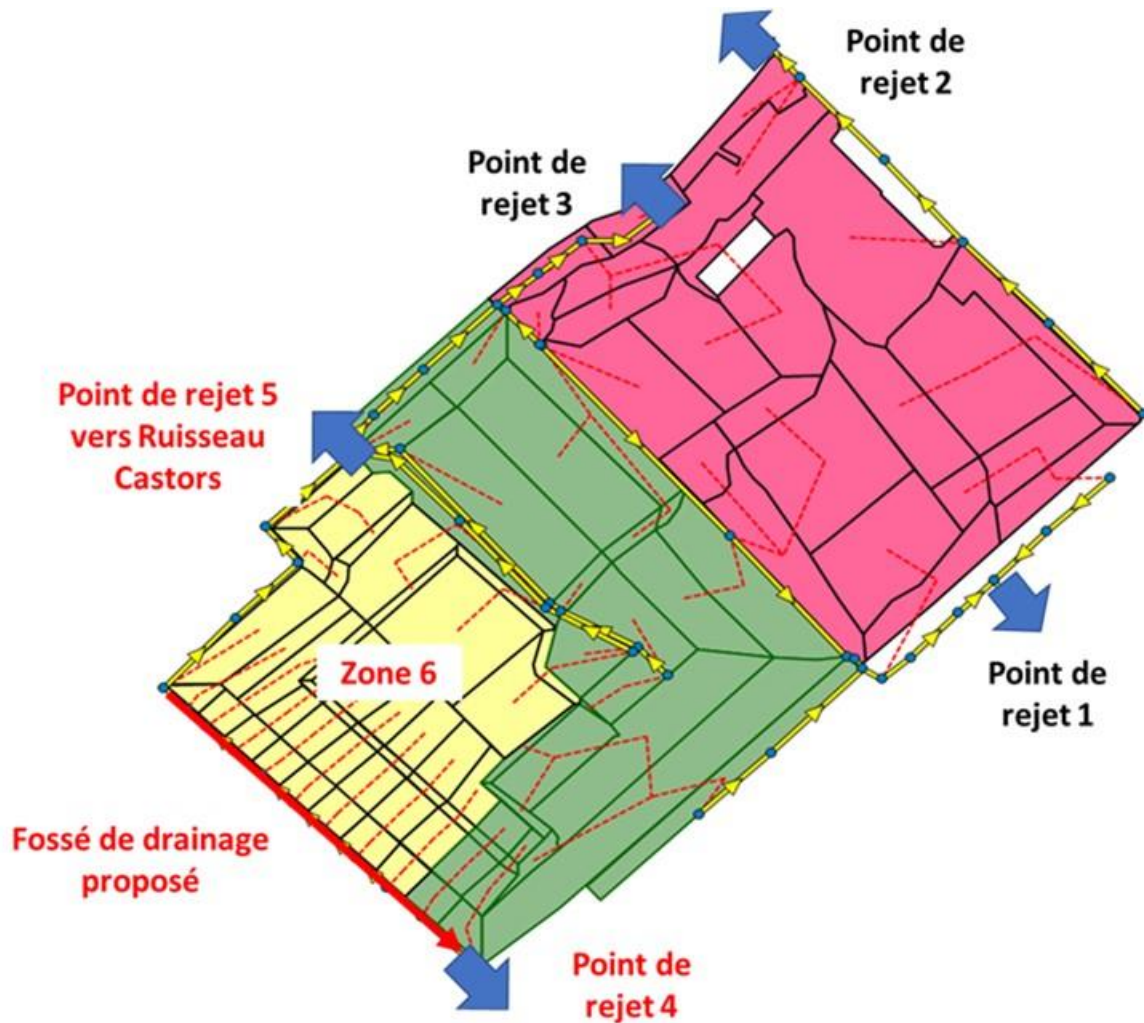 Point de
rejet 2
Point de
rejet 3
Point de rejet 5
vers Ruisseau
Castors
Zone 6
Point de
rejet 1
Fossé de drainage
proposé
Point de
rejet 4